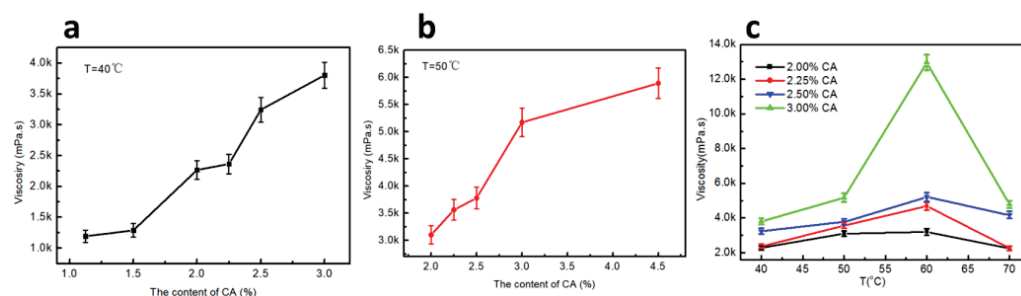 a
T=40℃
4.0k
3.5k
3.0k
2.5k
2.0k
1.5k
1.0k
Viscosiry (mPa.s)
1.0 1.5 2.0 2.5 3.0
The content of CA (%)
b
T=50℃
6.5k
6.0k
5.5k
5.0k
4.5k
4.0k
3.5k
3.0k
Viscosiry (mPa.s)
2.0 2.5 3.0 3.5 4.0 4.5
The content of CA (%)
c
2.00% CA
2.25% CA
2.50% CA
3.00% CA
14.0k
12.0k
10.0k
8.0k
6.0k
4.0k
2.0k
Viscosity(mPa.s)
40 45 50 55 60 65 70
T(°C)